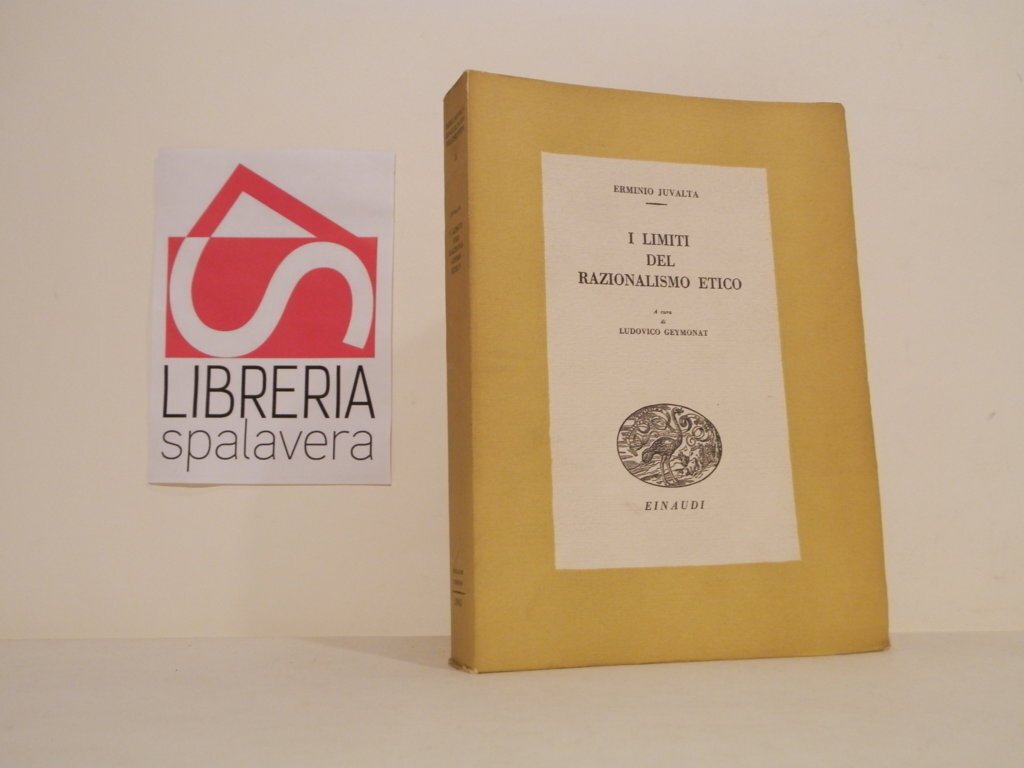 LIBRERIA
spalavera
ERMINIO JUVALTA
I LIMITI
DEL
RAZIONALISMO ETICO
A cura
di
LUDOVICO GEYMONAT
EINAUDI